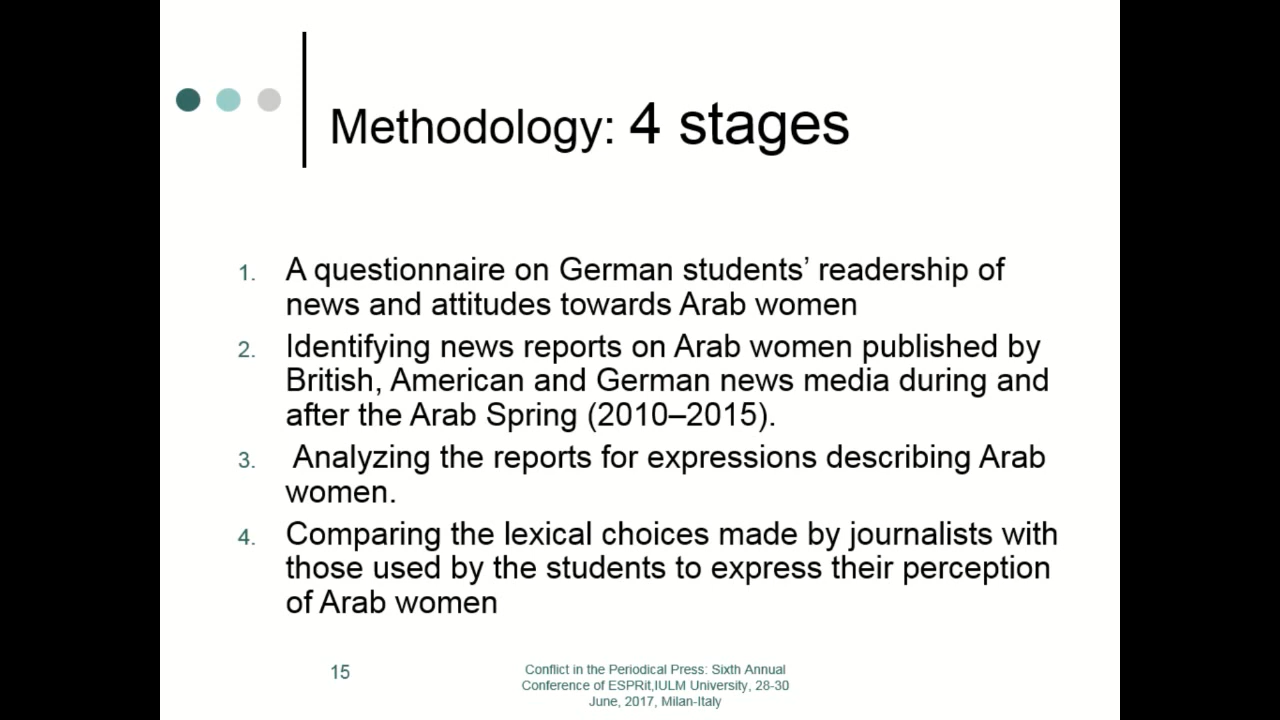 Methodology: 4 stages
1. A questionnaire on German students’ readership of
news and attitudes towards Arab women
2. Identifying news reports on Arab women published by
British, American and German news media during and
after the Arab Spring (2010–2015).
3. Analyzing the reports for expressions describing Arab
women.
4. Comparing the lexical choices made by journalists with
those used by the students to express their perception
of Arab women
15
Conflict in the Periodical Press: Sixth Annual
Conference of ESPRit,IULM University, 28-30
June, 2017, Milan-Italy